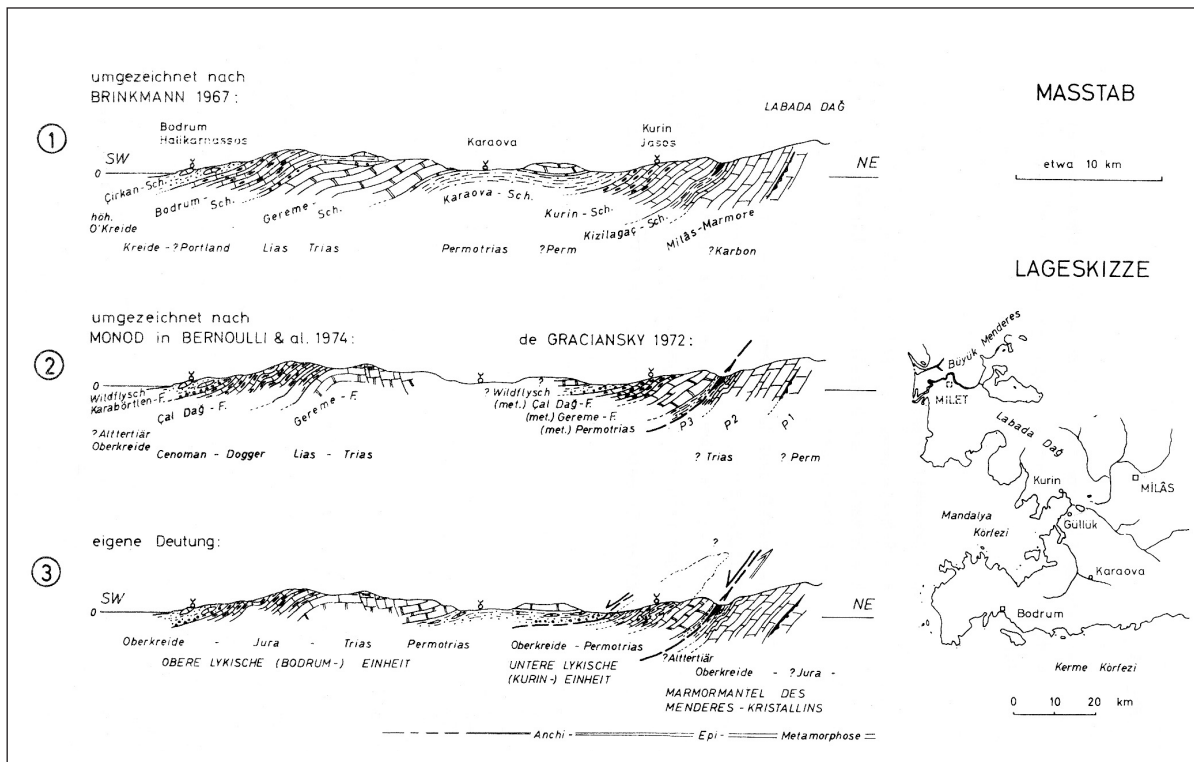 umgezeichnet nach
BRINKMANN 1967:
LABADA DAĞ
1
Bodrum
Halikarnassos
Karaova
Kurin
Jasos
SW
NE
0
Çirkan-Sch.
Bodrum-Sch.
Gereme-Sch.
Karaova-Sch.
Kurin-Sch.
Kizilagaç-Sch.
Milâs-Marmore
höh.
O'Kreide
Kreide - ?Portland Lias Trias Permotrias ?Perm ?Karbon
umgezeichnet nach
MONOD in BERNOULLI & al. 1974: de GRACIANSKY 1972:
2
0
Wildflysch
Karabörtlen-F.
Çal Dağ-F.
Gereme-F.
?
? Wildflysch
(met.) Çal Dağ-F.
(met.) Gereme-F.
(met.) Permotrias
P3
P2
P1
?Alttertiär
Oberkreide
Cenoman - Dogger Lias - Trias ? Trias ? Perm
eigene Deutung:
3
?
SW
NE
0
Oberkreide - Jura - Trias Permotrias Oberkreide - Permotrias
OBERE LYKISCHE (BODRUM-) EINHEIT
UNTERE LYKISCHE
(KURIN-) EINHEIT
?Alttertiär
Oberkreide - ?Jura -
MARMORMANTEL DES
MENDERES-KRISTALLINS
Anchi- Epi- Metamorphose
MASSTAB
etwa 10 km
LAGESKIZZE
Büyük Menderes
MİLET
Labada Dağ
Kurin
MİLÂS
Güllük
Mandalya
Körfezi
Karaova
Bodrum
Kerme Körfezi
0 10 20 km